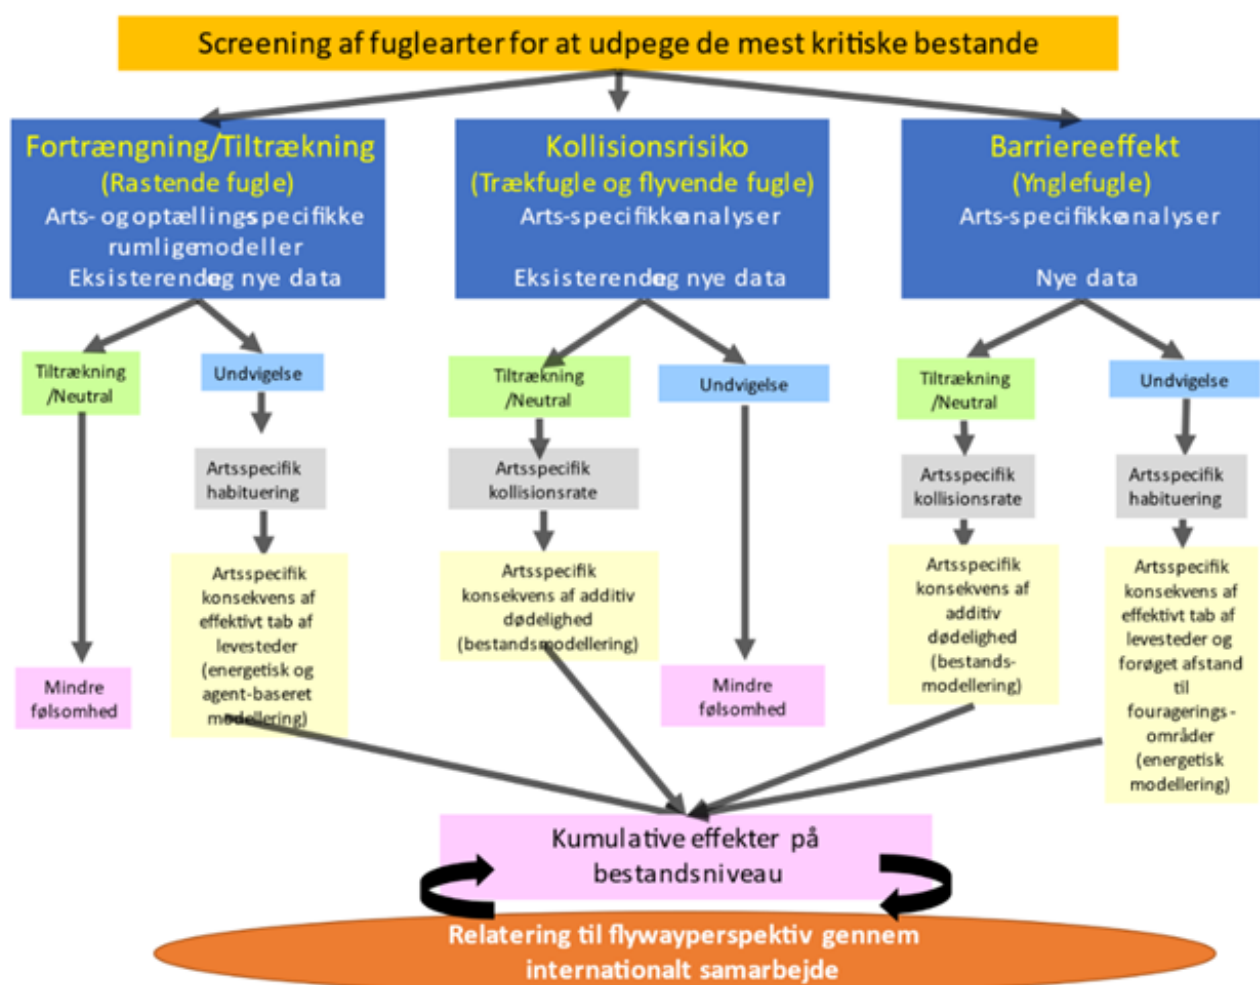 Screening af fuglearter for at udpege de mest kritiske bestande
Fortrængning/Tiltrækning
(Rastende fugle)
Arts- og optællings-specifikke
rumlige modeller
Eksisterende og nye data
Kollisionsrisiko
(Trækfugle og flyvende fugle)
Arts-specifikke analyser
Eksisterende og nye data
Barriereeffekt
(Ynglefugle)
Arts-specifikke analyser
Nye data
Tiltrækning
/Neutral
Undvigelse
Tiltrækning
/Neutral
Undvigelse
Tiltrækning
/Neutral
Undvigelse
Artsspecifik
habituering
Artsspecifik
kollisionsrate
Artsspecifik
kollisionsrate
Artsspecifik
habituering
Artsspecifik
konsekvens af
effektivt tab af
levesteder
(energetisk og
agent-baseret
modellering)
Artsspecifik
konsekvens af additiv
dødelighed
(bestandsmodellering)
Artsspecifik
konsekvens af
additiv
dødelighed
(bestands-
modellering)
Artsspecifik
konsekvens af
effektivt tab af
levesteder og
forøget afstand
til
fouragerings-
områder
(energetisk
modellering)
Mindre
følsomhed
Mindre
følsomhed
Kumulative effekter på
bestandsniveau
Relatering til flywayperspektiv gennem
internationalt samarbejde